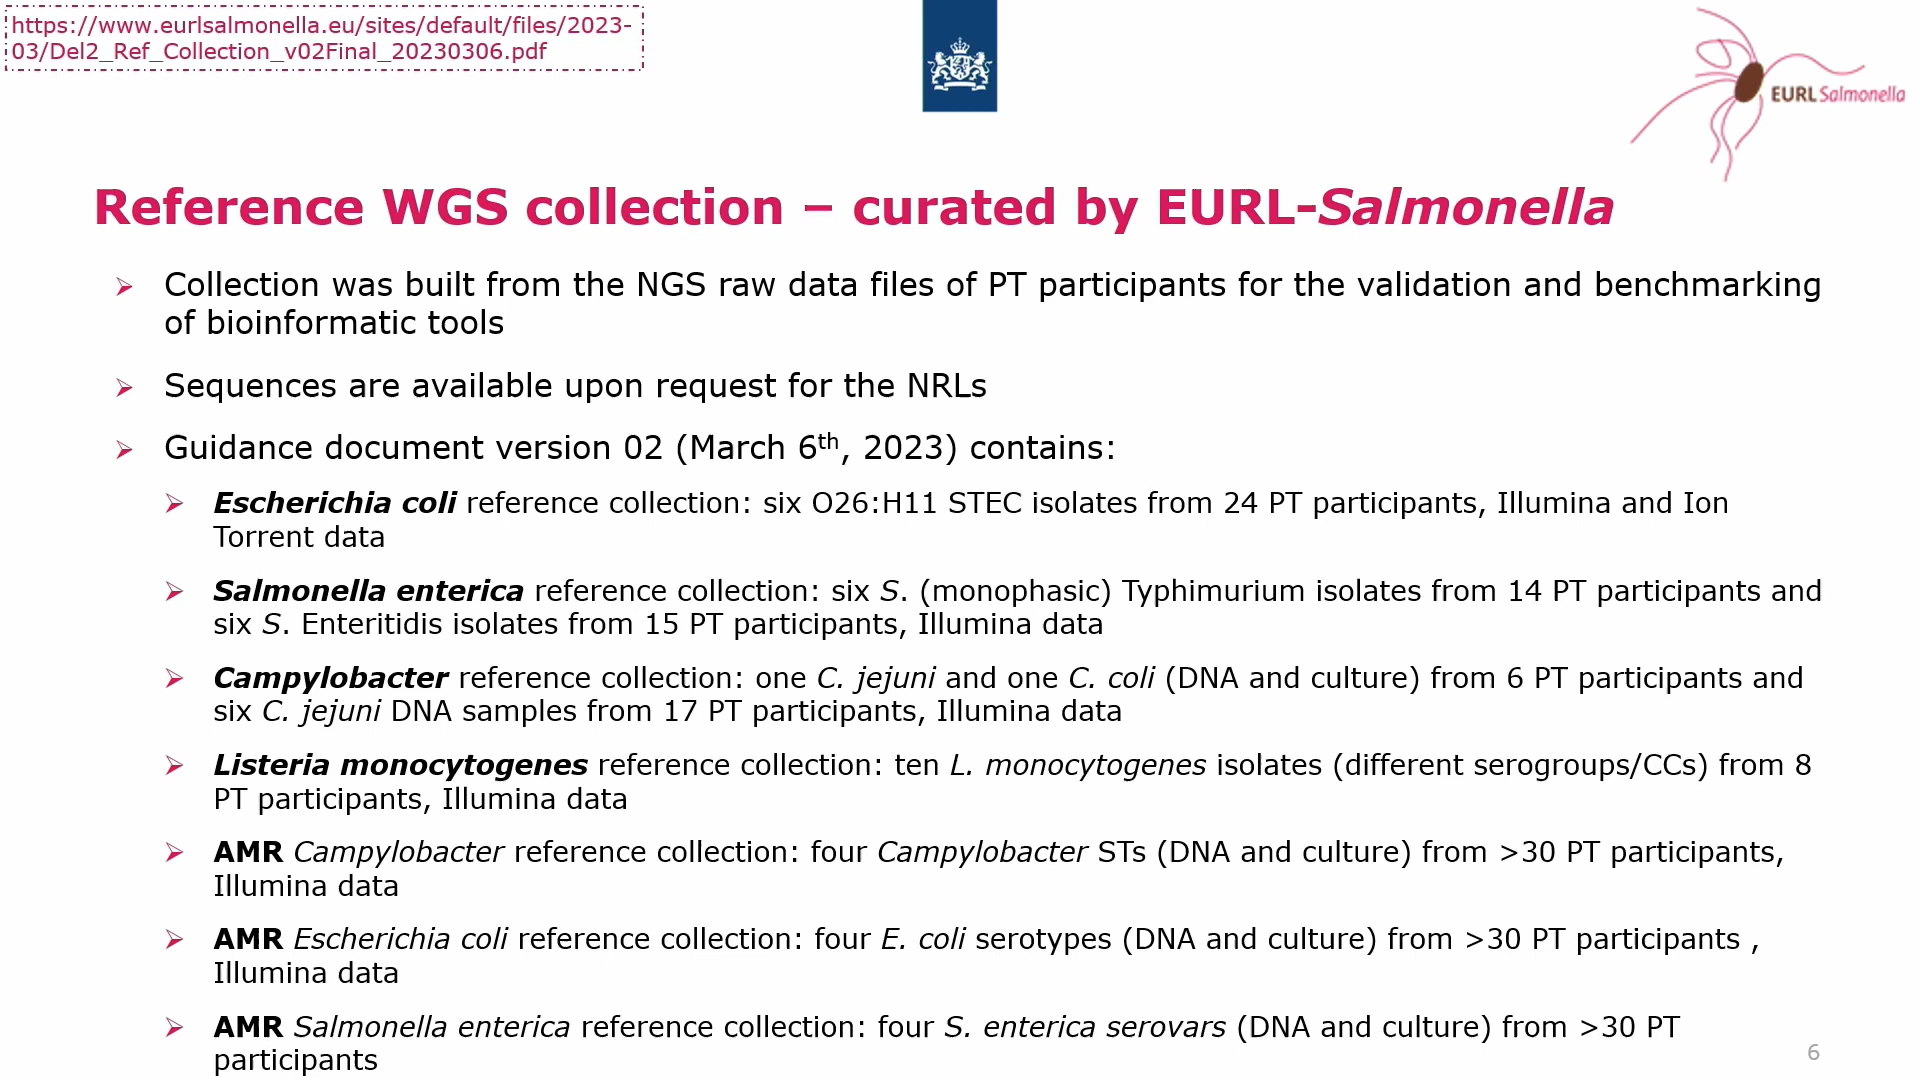 https://www.eurlsalmonella.eu/sites/default/files/2023-
03/Del2_Ref_Collection_v02Final_20230306.pdf
EURL Salmonella
Reference WGS collection – curated by EURL-Salmonella
➢ Collection was built from the NGS raw data files of PT participants for the validation and benchmarking
of bioinformatic tools
➢ Sequences are available upon request for the NRLs
➢ Guidance document version 02 (March 6th, 2023) contains:
➢ Escherichia coli reference collection: six O26:H11 STEC isolates from 24 PT participants, Illumina and Ion
Torrent data
➢ Salmonella enterica reference collection: six S. (monophasic) Typhimurium isolates from 14 PT participants and
six S. Enteritidis isolates from 15 PT participants, Illumina data
➢ Campylobacter reference collection: one C. jejuni and one C. coli (DNA and culture) from 6 PT participants and
six C. jejuni DNA samples from 17 PT participants, Illumina data
➢ Listeria monocytogenes reference collection: ten L. monocytogenes isolates (different serogroups/CCs) from 8
PT participants, Illumina data
➢ AMR Campylobacter reference collection: four Campylobacter STs (DNA and culture) from >30 PT participants,
Illumina data
➢ AMR Escherichia coli reference collection: four E. coli serotypes (DNA and culture) from >30 PT participants ,
Illumina data
➢ AMR Salmonella enterica reference collection: four S. enterica serovars (DNA and culture) from >30 PT
participants
6